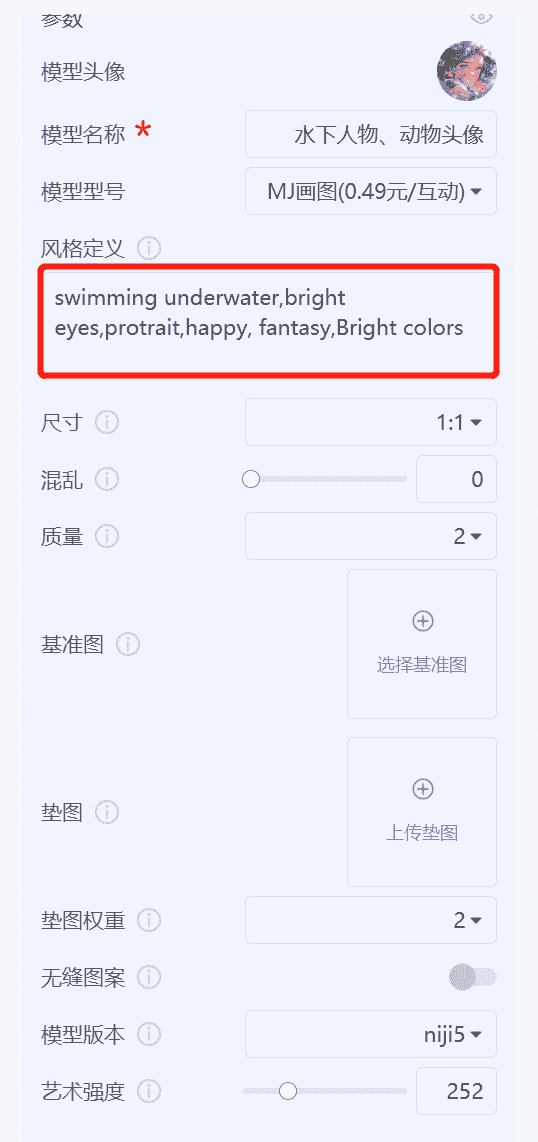 参数
模型头像
模型名称 *
水下人物、动物头像
模型型号
MJ画图(0.49元/互动)
风格定义
swimming underwater,bright
eyes,protrait,happy, fantasy,Bright colors
尺寸
1:1
混乱
0
质量
2
基准图
选择基准图
垫图
上传垫图
垫图权重
2
无缝图案
模型版本
niji5
艺术强度
252